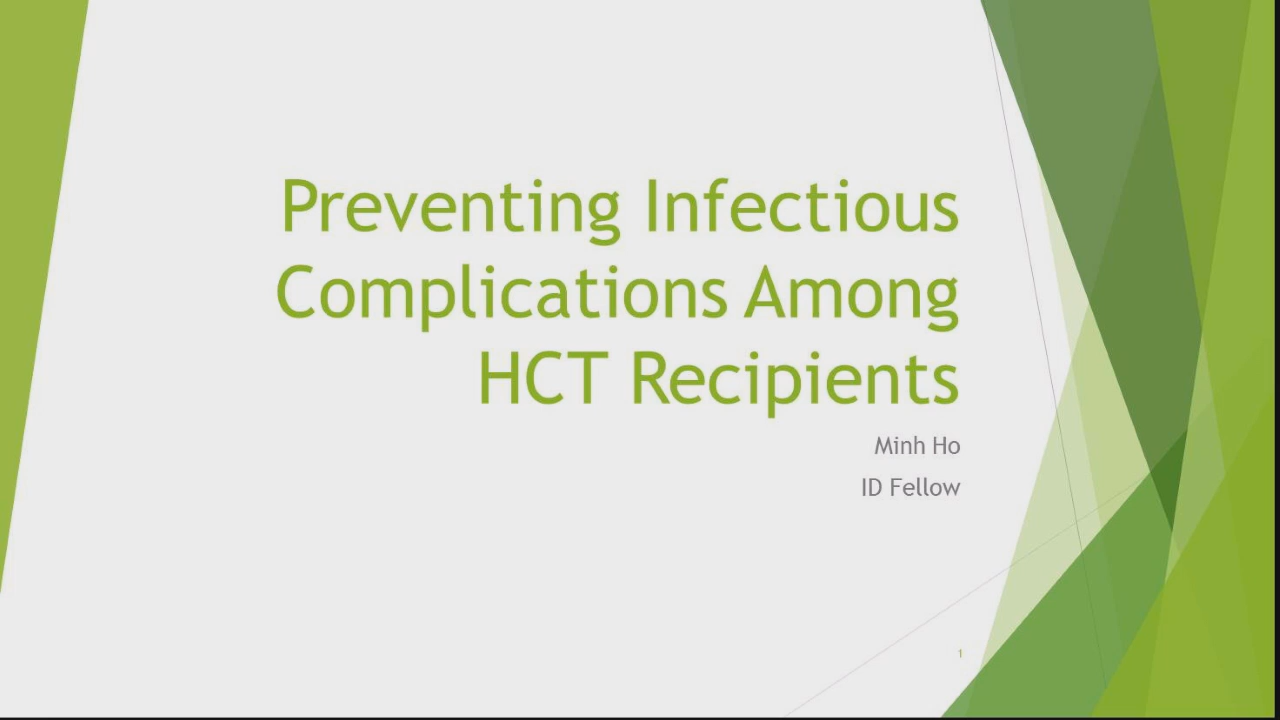 Preventing Infectious
Complications Among
HCT Recipients
Minh Ho
ID Fellow
1